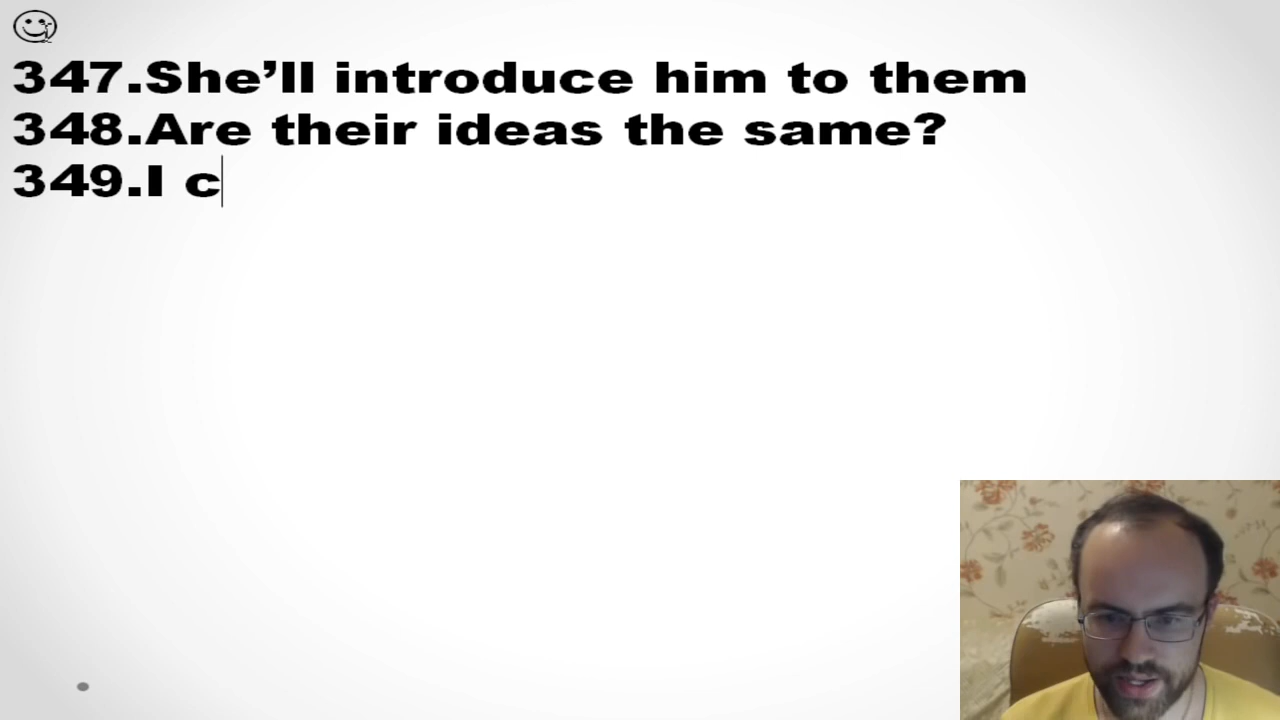 347.She’ll introduce him to them
348.Are their ideas the same?
349.I c